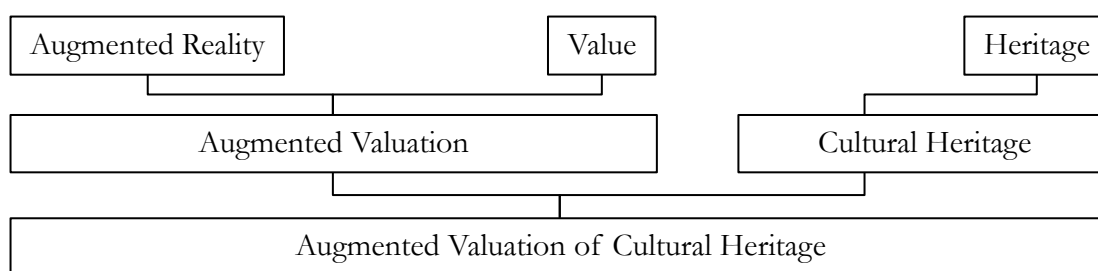 Augmented Reality
Value
Heritage
Augmented Valuation
Cultural Heritage
Augmented Valuation of Cultural Heritage